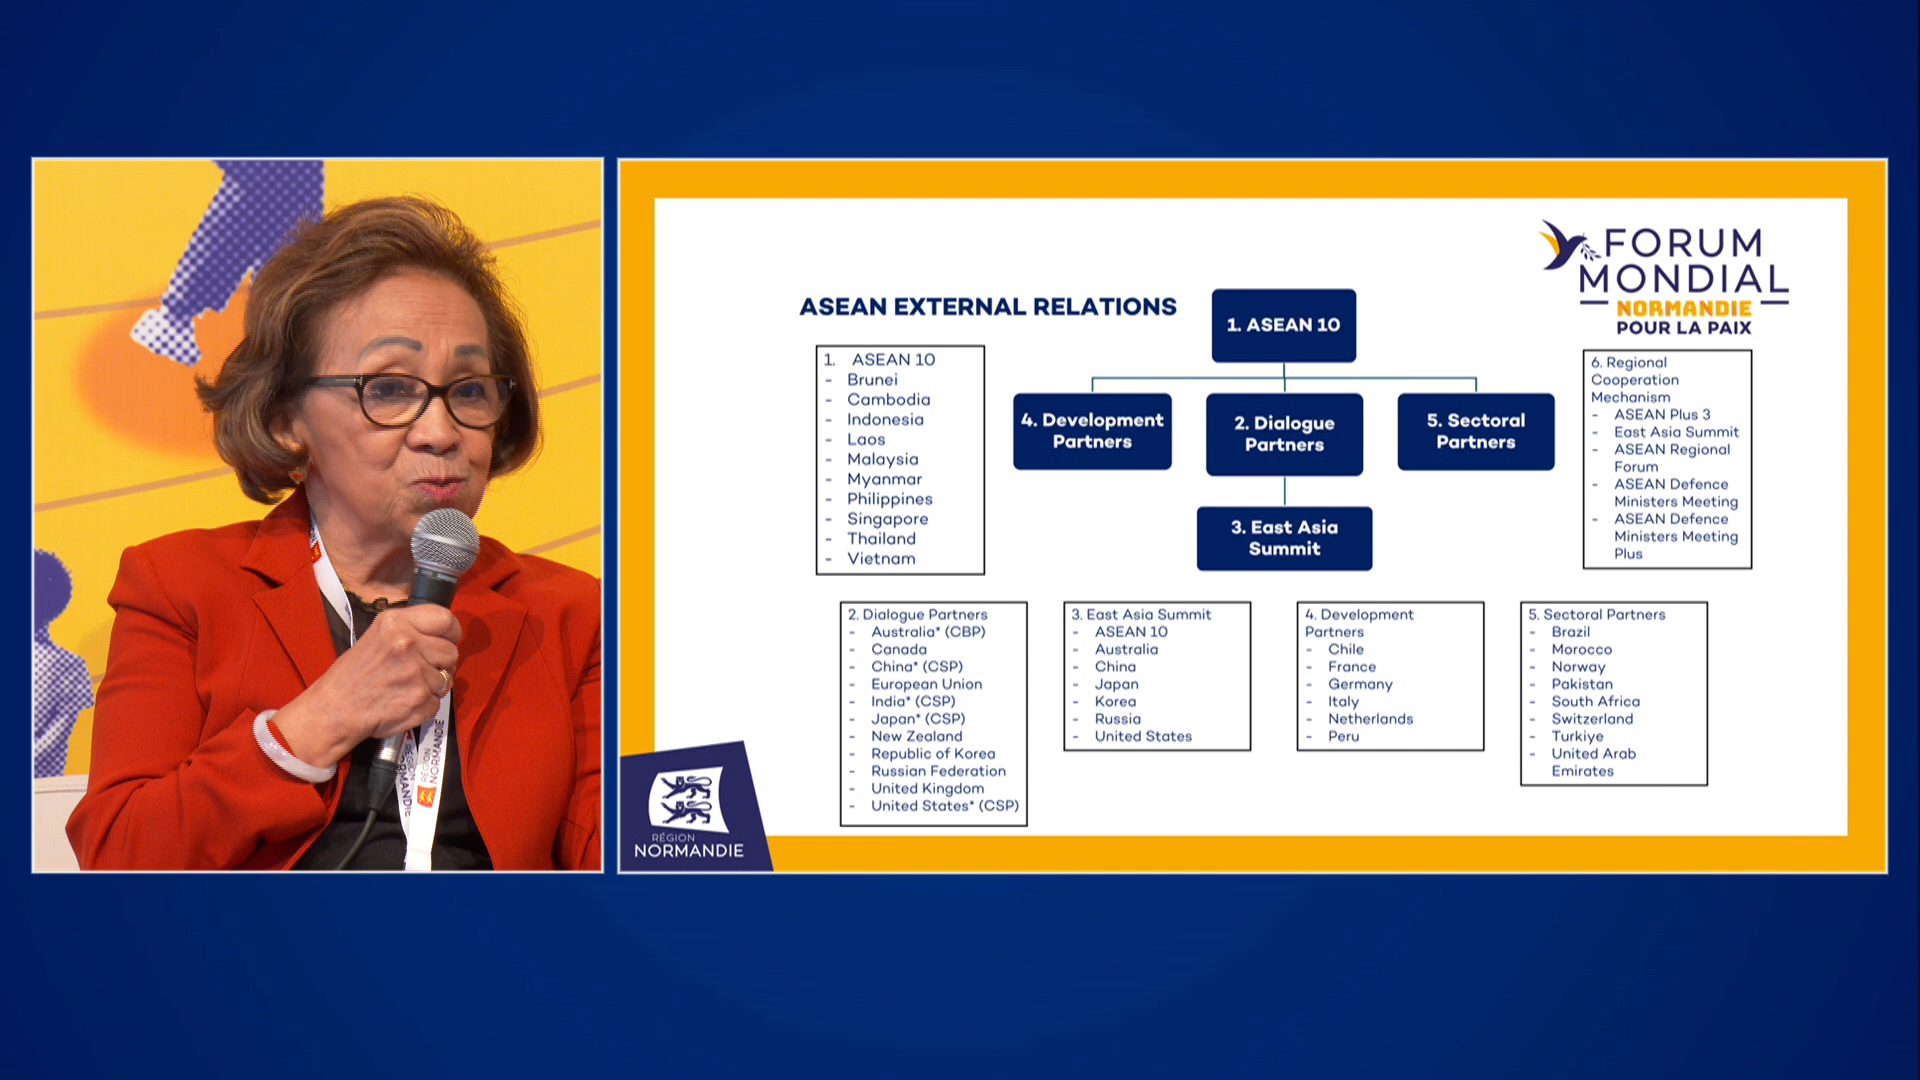 FORUM
MONDIAL
NORMANDIE
POUR LA PAIX
ASEAN EXTERNAL RELATIONS
1. ASEAN 10
4. Development
Partners
2. Dialogue
Partners
5. Sectoral
Partners
3. East Asia
Summit
1. ASEAN 10
- Brunei
- Cambodia
- Indonesia
- Laos
- Malaysia
- Myanmar
- Philippines
- Singapore
- Thailand
- Vietnam
6. Regional
Cooperation
Mechanism
- ASEAN Plus 3
- East Asia Summit
- ASEAN Regional
Forum
- ASEAN Defence
Ministers Meeting
- ASEAN Defence
Ministers Meeting
Plus
2. Dialogue Partners
- Australia* (CBP)
- Canada
- China* (CSP)
- European Union
- India* (CSP)
- Japan* (CSP)
- New Zealand
- Republic of Korea
- Russian Federation
- United Kingdom
- United States* (CSP)
3. East Asia Summit
- ASEAN 10
- Australia
- China
- Japan
- Korea
- Russia
- United States
4. Development
Partners
- Chile
- France
- Germany
- Italy
- Netherlands
- Peru
5. Sectoral Partners
- Brazil
- Morocco
- Norway
- Pakistan
- South Africa
- Switzerland
- Turkiye
- United Arab
Emirates
RÉGION
NORMANDIE
RÉGION
NORMANDIE